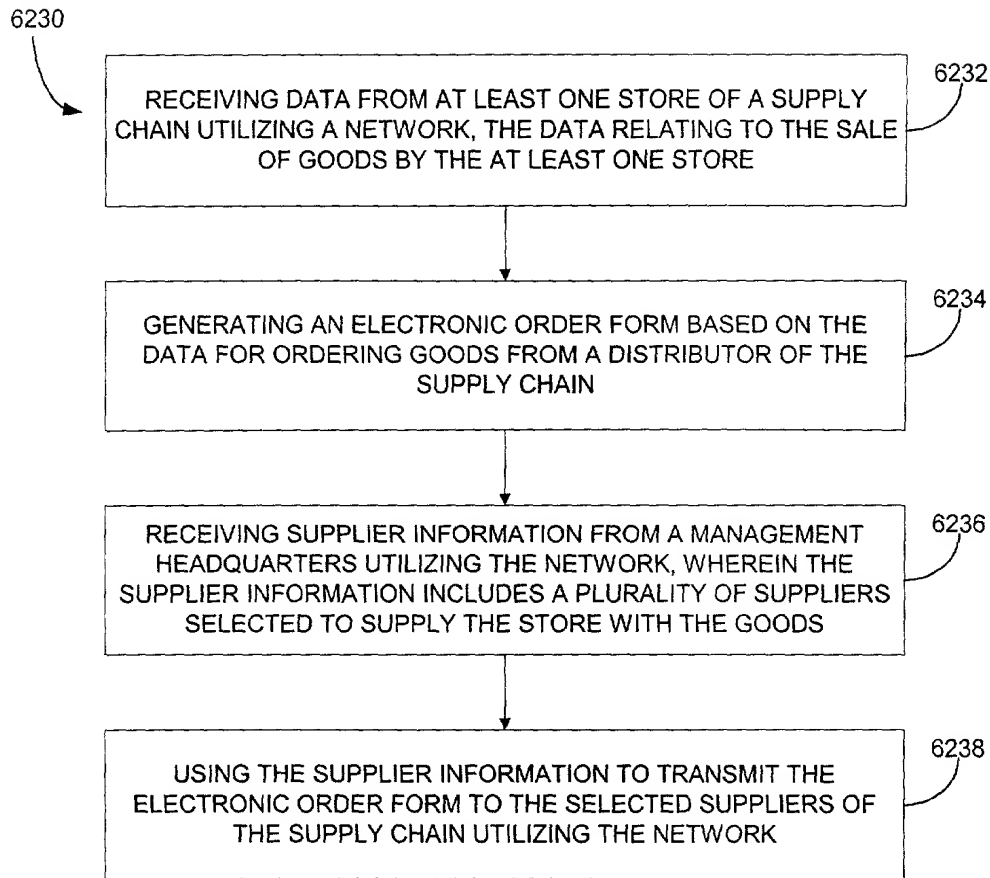 6230
6232
RECEIVING DATA FROM AT LEAST ONE STORE OF A SUPPLY
CHAIN UTILIZING A NETWORK, THE DATA RELATING TO THE SALE
OF GOODS BY THE AT LEAST ONE STORE
6234
GENERATING AN ELECTRONIC ORDER FORM BASED ON THE
DATA FOR ORDERING GOODS FROM A DISTRIBUTOR OF THE
SUPPLY CHAIN
6236
RECEIVING SUPPLIER INFORMATION FROM A MANAGEMENT
HEADQUARTERS UTILIZING THE NETWORK, WHEREIN THE
SUPPLIER INFORMATION INCLUDES A PLURALITY OF SUPPLIERS
SELECTED TO SUPPLY THE STORE WITH THE GOODS
6238
USING THE SUPPLIER INFORMATION TO TRANSMIT THE
ELECTRONIC ORDER FORM TO THE SELECTED SUPPLIERS OF
THE SUPPLY CHAIN UTILIZING THE NETWORK